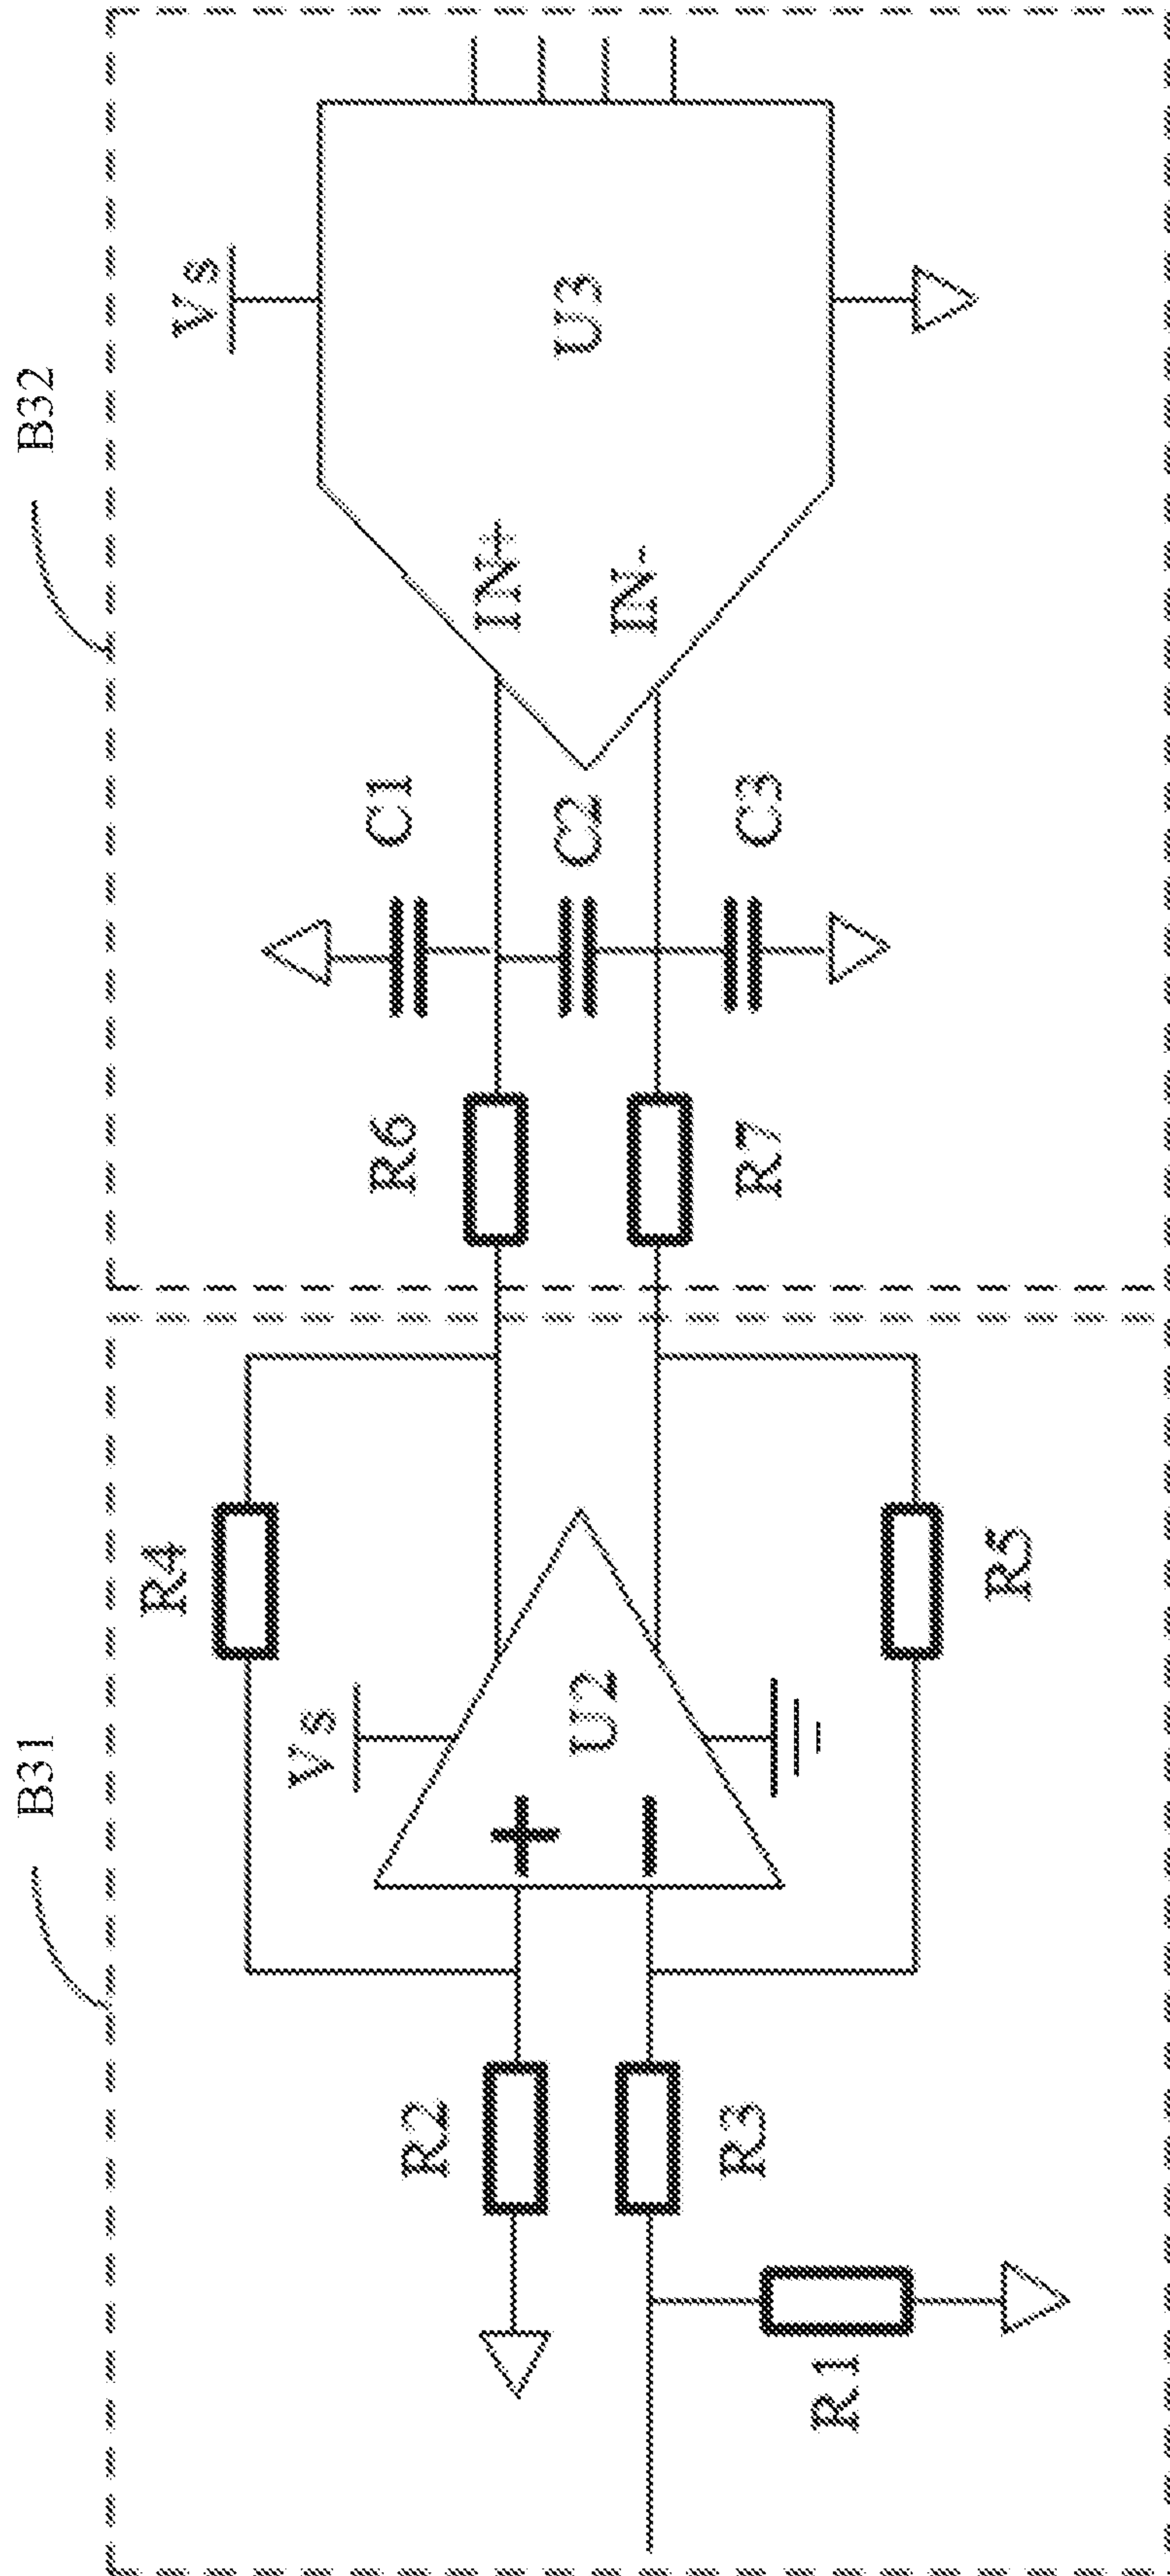 B31
B32
R4
Vs
U2
R2
R3
R1
R5
R6
R7
C1
C2
C3
IN+
IN-
Vs
U3